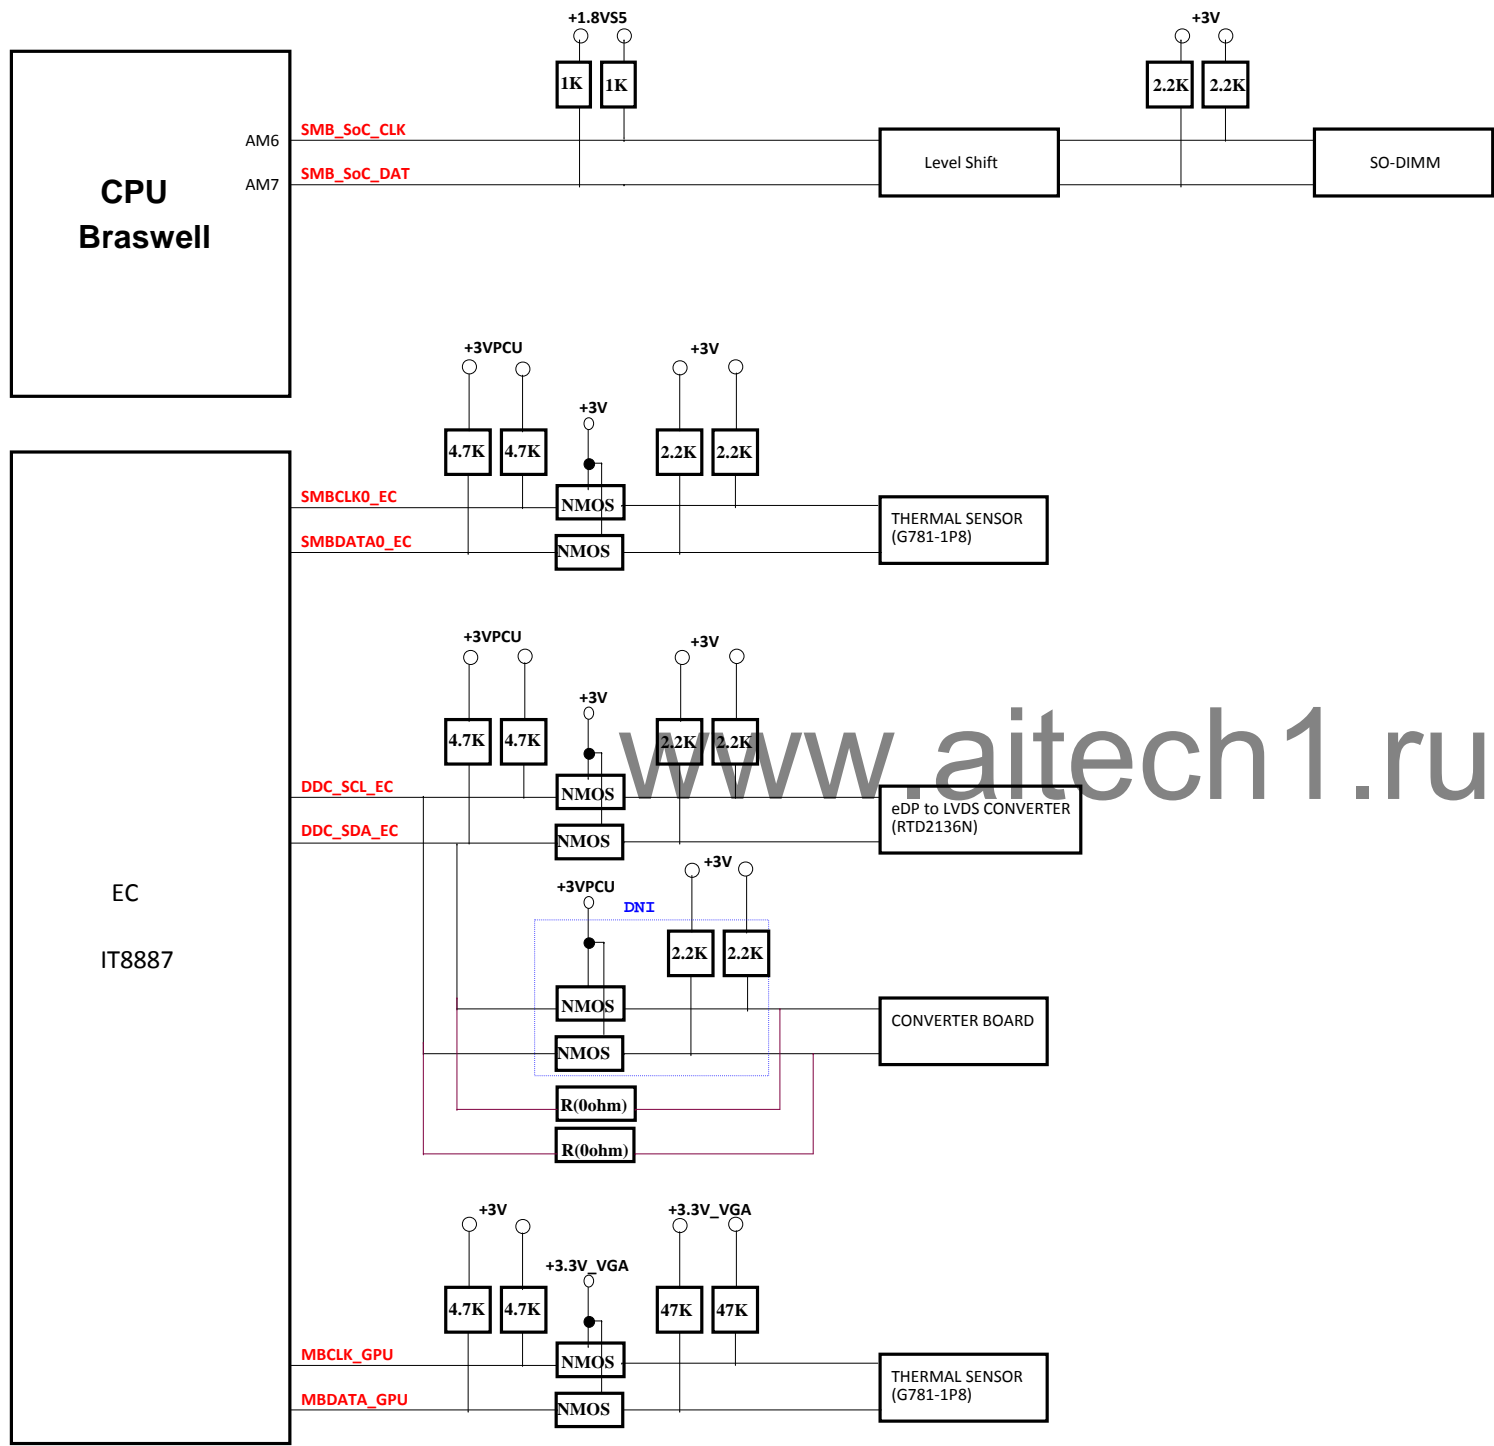 +1.8VS5
+3V
1K
1K
2.2K
2.2K
AM6
SMB_SoC_CLK
Level Shift
SO-DIMM
AM7
SMB_SoC_DAT
CPU
Braswell
+3VPCU
+3V
+3V
4.7K
4.7K
2.2K
2.2K
SMBCLK0_EC
NMOS
THERMAL SENSOR
(G781-1P8)
SMBDATA0_EC
NMOS
+3VPCU
+3V
+3V
4.7K
4.7K
2.2K
2.2K
www.aitech1.ru
DDC_SCL_EC
NMOS
eDP to LVDS CONVERTER
(RTD2136N)
DDC_SDA_EC
NMOS
+3V
+3VPCU
DNI
EC
IT8887
2.2K
2.2K
NMOS
CONVERTER BOARD
NMOS
R(0ohm)
R(0ohm)
+3V
+3.3V_VGA
+3.3V_VGA
4.7K
4.7K
47K
47K
MBCLK_GPU
NMOS
THERMAL SENSOR
(G781-1P8)
MBDATA_GPU
NMOS